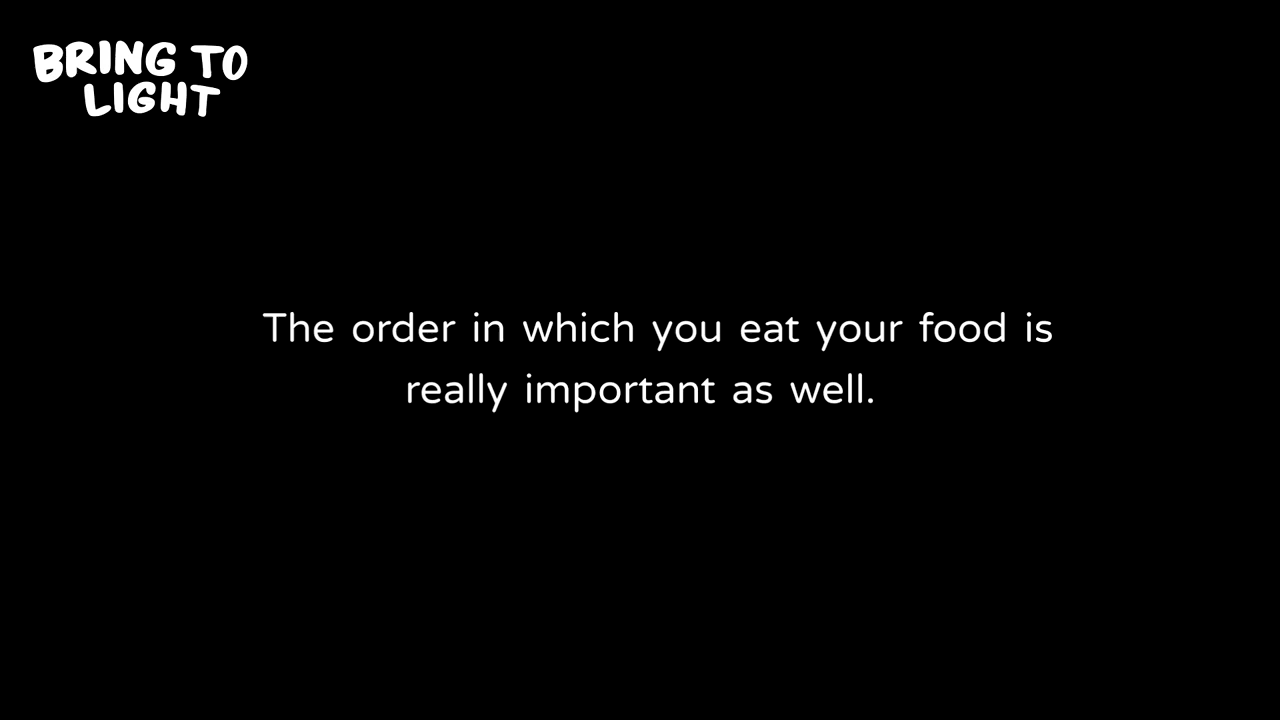 BRING TO
LIGHT
The order in which you eat your food is
really important as well.